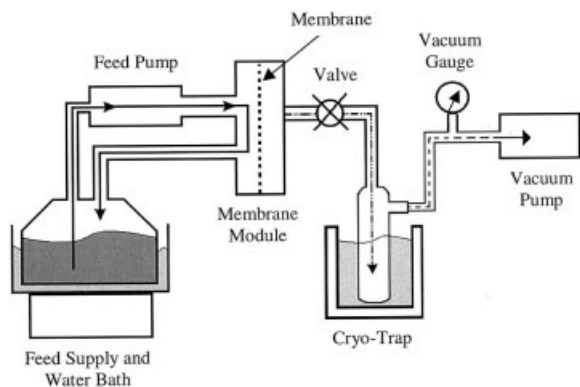 Membrane
Feed Pump
Valve
Vacuum
Gauge
Vacuum
Pump
Membrane
Module
Cryo-Trap
Feed Supply and
Water Bath